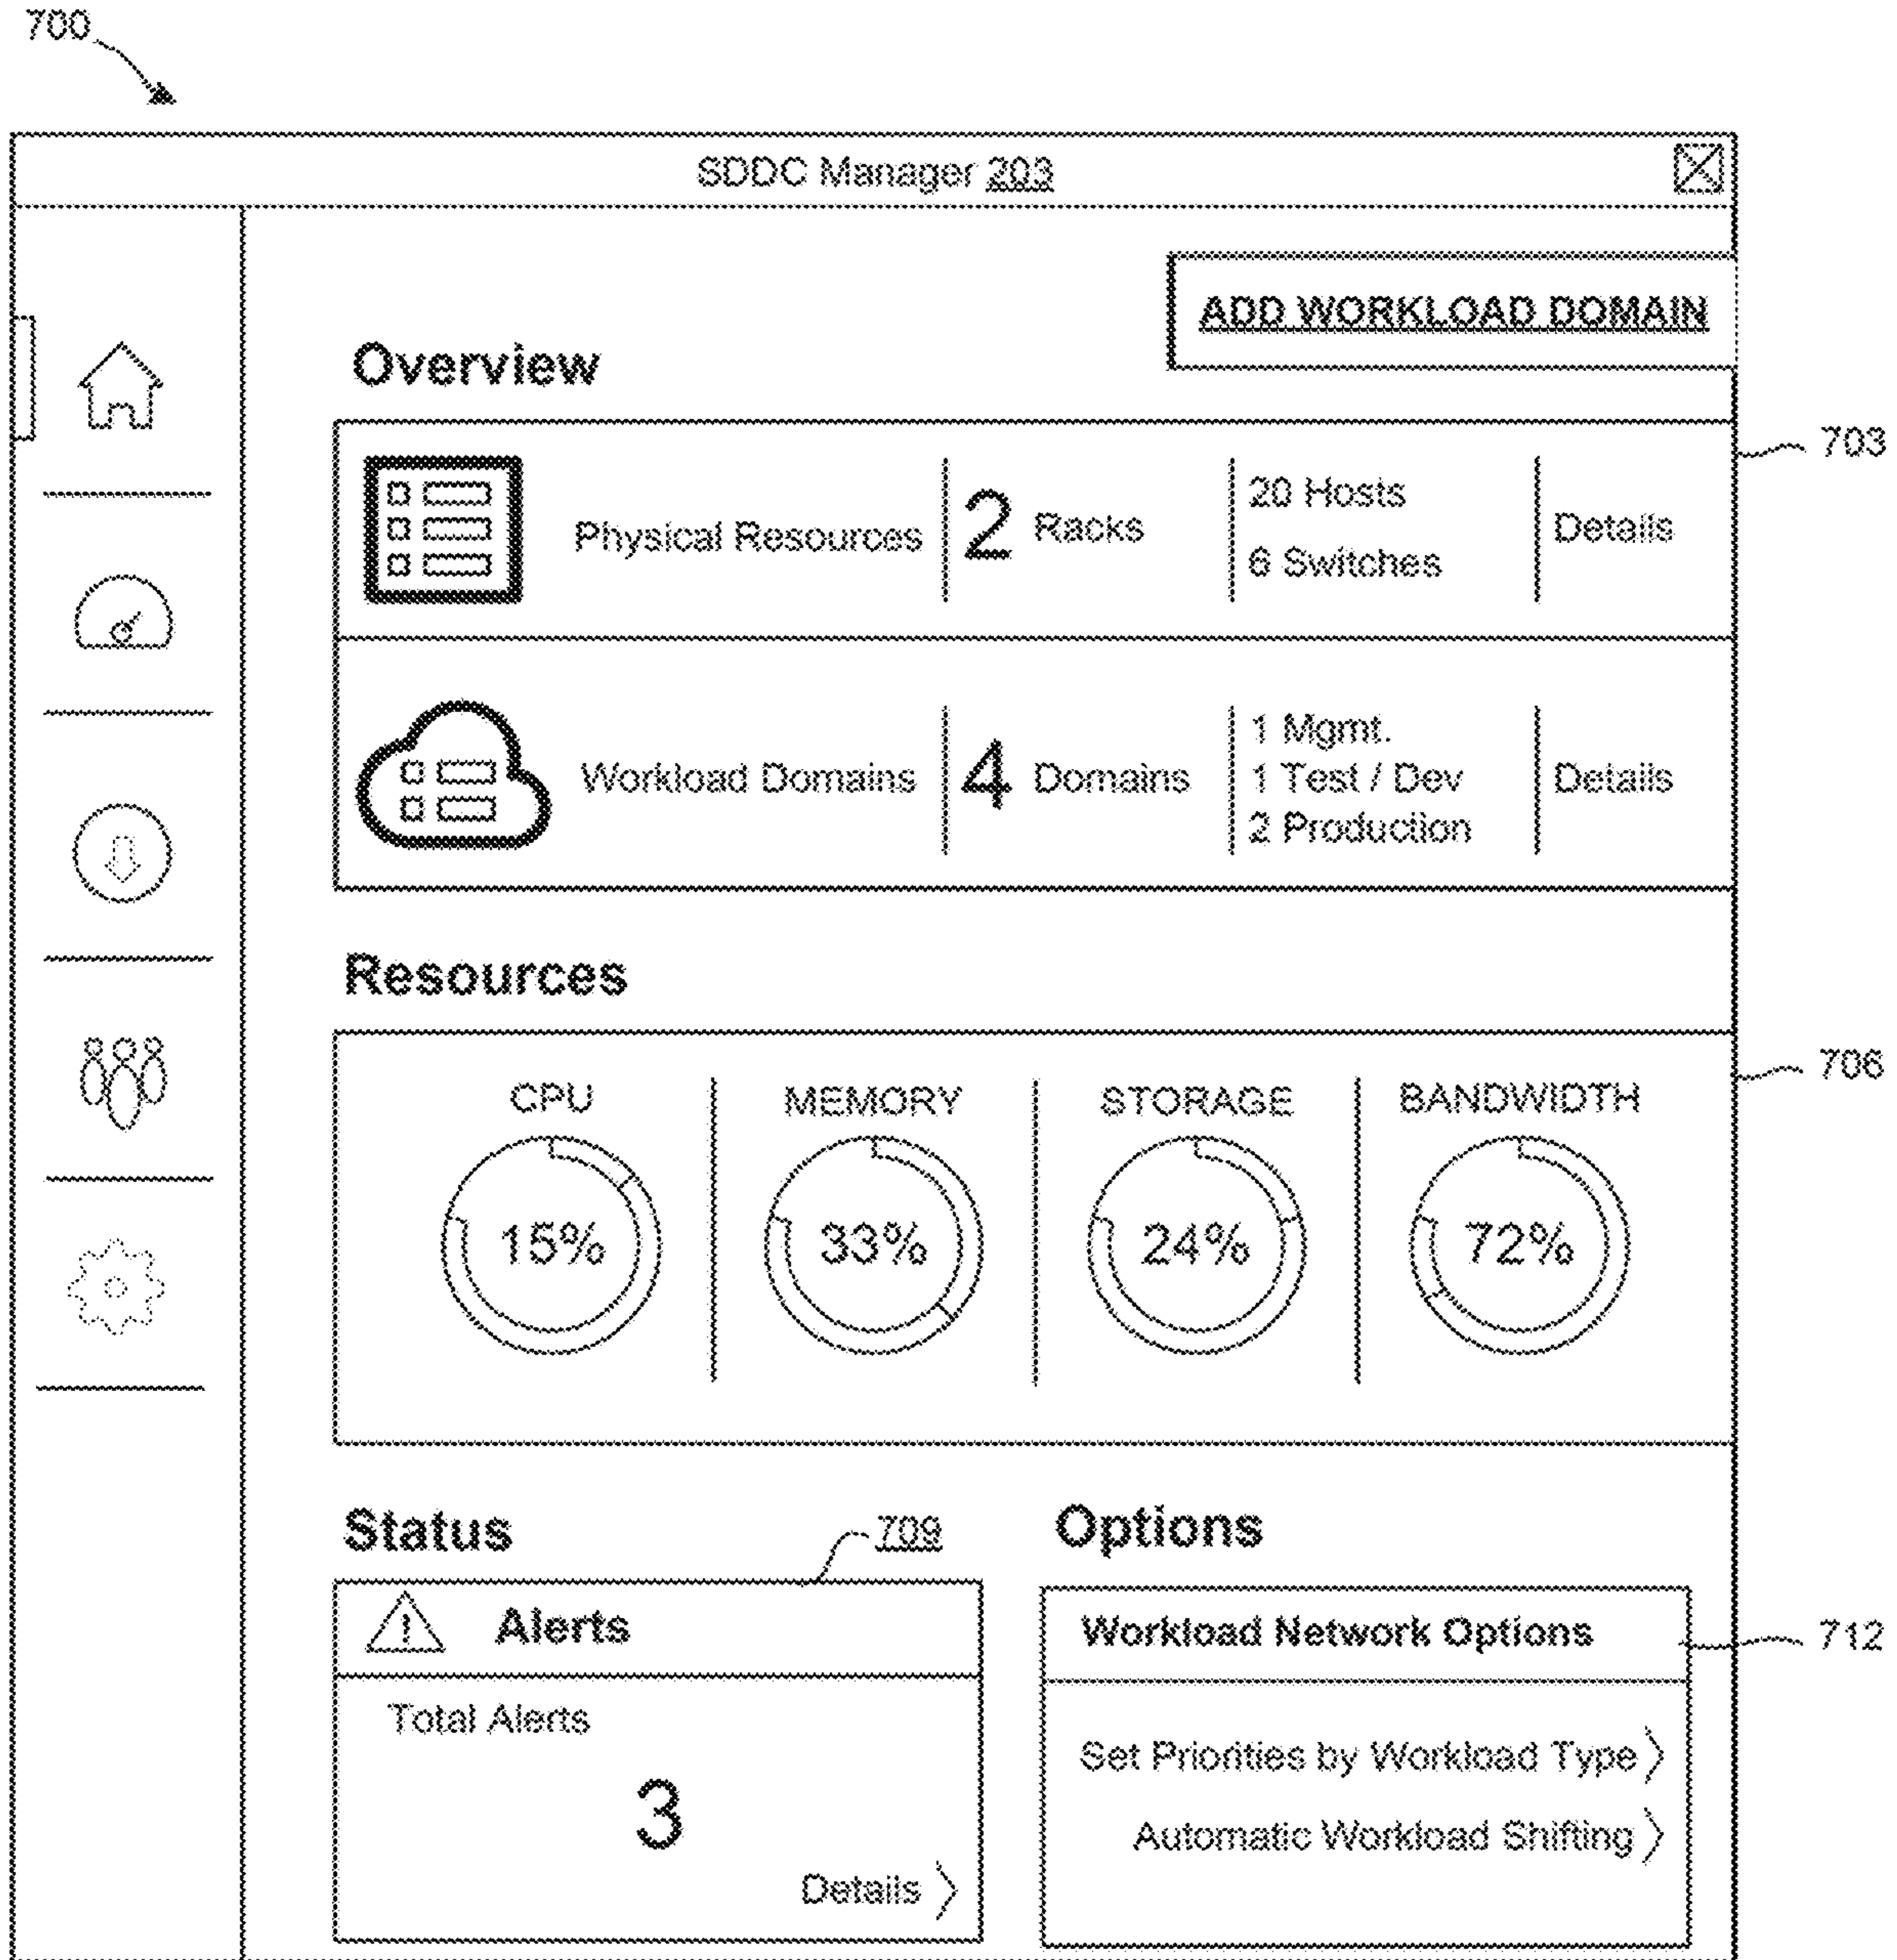 700
SDDC Manager 203
ADD WORKLOAD DOMAIN
Overview
703
Physical Resources
2 Racks
20 Hosts
6 Switches
Details
Workload Domains
4 Domains
1 Mgmt.
1 Test / Dev
2 Production
Details
Resources
706
CPU
MEMORY
STORAGE
BANDWIDTH
15%
33%
24%
72%
Status
709
Options
! Alerts
Workload Network Options
712
Total Alerts
3
Details >
Set Priorities by Workload Type >
Automatic Workload Shifting >